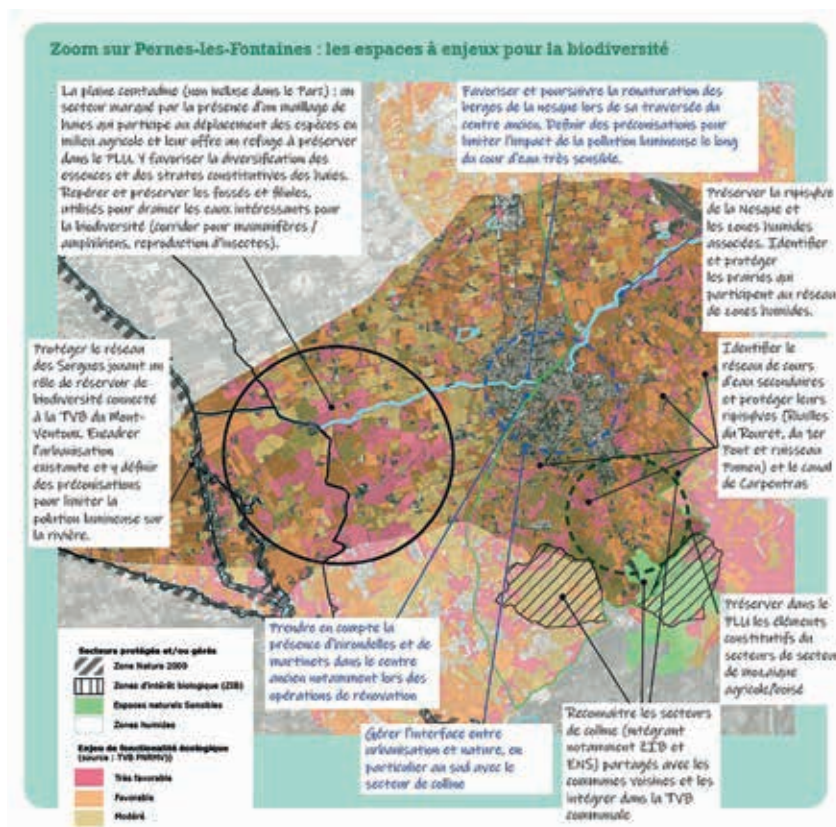 Zoom sur Pernes-les-Fontaines : les espaces à enjeux pour la biodiversité
La plaine comtadine (non incluse dans le Parc) : un
secteur marqué par la présence d'un maillage de
haies qui participe au déplacement des espèces en
milieu agricole et leur offre un refuge à préserver
dans le PLU. Y favoriser la diversification des
essences et des strates constitutives des haies.
Repérer et préserver les fossés et filioles,
utilisés pour drainer les eaux intéressants pour
la biodiversité (corridor pour mammifères /
amphibiens, reproduction d'insectes).
Favoriser et poursuivre la renaturation des
berges de la nesque lors de sa traversée du
centre ancien. Définir des préconisations pour
limiter l'impact de la pollution lumineuse le long
du cour d'eau très sensible.
Préserver la ripisylve
de la Nesque et
les zones humides
associées. Identifier
et protéger
les prairies qui
participent au réseau
de zones humides.
Protéger le réseau
des Sorgues jouant un
rôle de réservoir de
biodiversité connecté
à la TVB du Mont-
Ventoux. Encadrer
l'urbanisation
existante et y définir
des préconisations
pour limiter la
pollution lumineuse sur
la rivière.
Identifier le
réseau de cours
d'eau secondaires
et protéger leurs
ripisylves (Ruilles
du Rouret, du 1er
Pont et ruisseau
) et le canal
de Carpentras
Prendre en compte la
présence d'hirondelles et de
martinets dans le centre
ancien notamment lors des
opérations de rénovation
Préserver dans le
PLU les éléments
constitutifs du
secteurs de secteur
de mosaïque
agricole/boisé
Gérer l'interface entre
urbanisation et nature, en
particulier au sud avec le
secteur de colline
Reconnaître les secteurs
de colline (intégrant
notamment ZIB et
ENS) partagés avec les
communes voisines et les
intégrer dans la TVB
communale
Secteurs protégés et/ou gérés
Zone Nature 2000
Zones d'intérêt biologique (ZIB)
Espaces naturels Sensibles
Zones humides
Enjeu de fonctionnalité écologique
(source : TVB PNRMV))
Très favorable
Favorable
Modéré